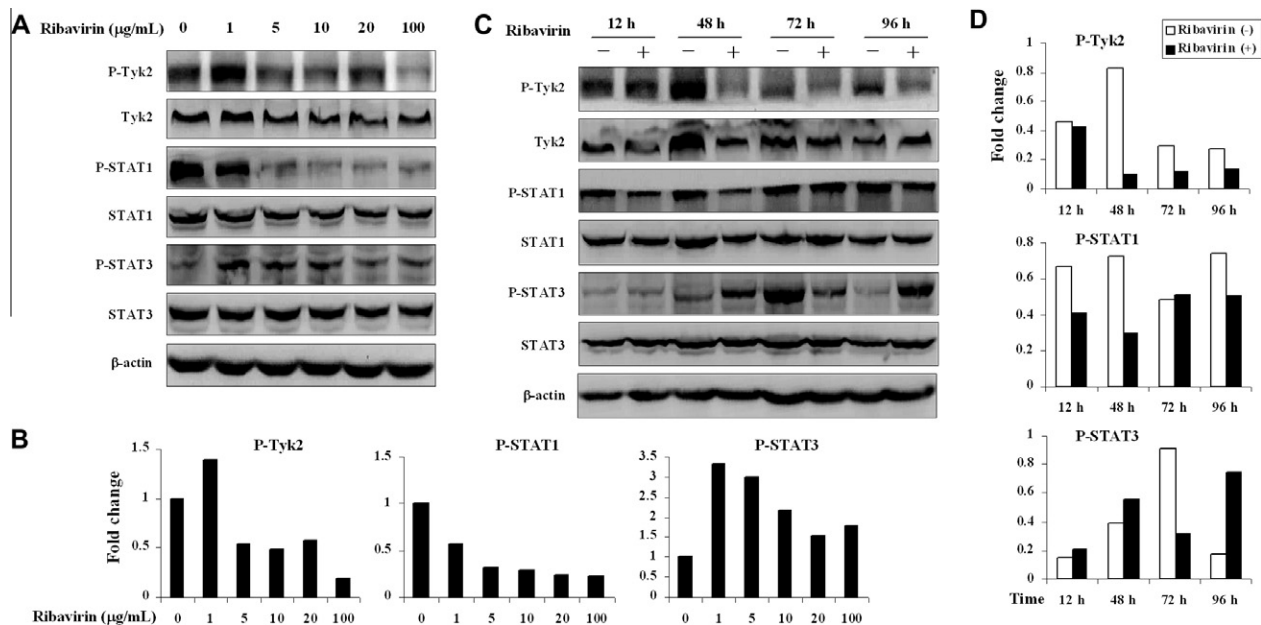 A
Ribavirin (µg/mL) 0 1 5 10 20 100
P-Tyk2
Tyk2
P-STAT1
STAT1
P-STAT3
STAT3
β-actin
B
P-Tyk2
Fold change
1.5
1
0.5
0
Ribavirin (µg/mL) 0 1 5 10 20 100
P-STAT1
1.5
1
0.5
0
0 1 5 10 20 100
P-STAT3
3.5
3
2.5
2
1.5
1
0.5
0
0 1 5 10 20 100
C
12 h 48 h 72 h 96 h
Ribavirin − + − + − + − +
P-Tyk2
Tyk2
P-STAT1
STAT1
P-STAT3
STAT3
β-actin
D
Ribavirin (-)
Ribavirin (+)
P-Tyk2
Fold change
1
0.8
0.6
0.4
0.2
0
12 h 48 h 72 h 96 h
P-STAT1
0.8
0.6
0.4
0.2
0
12 h 48 h 72 h 96 h
P-STAT3
1
0.8
0.6
0.4
0.2
0
Time 12 h 48 h 72 h 96 h